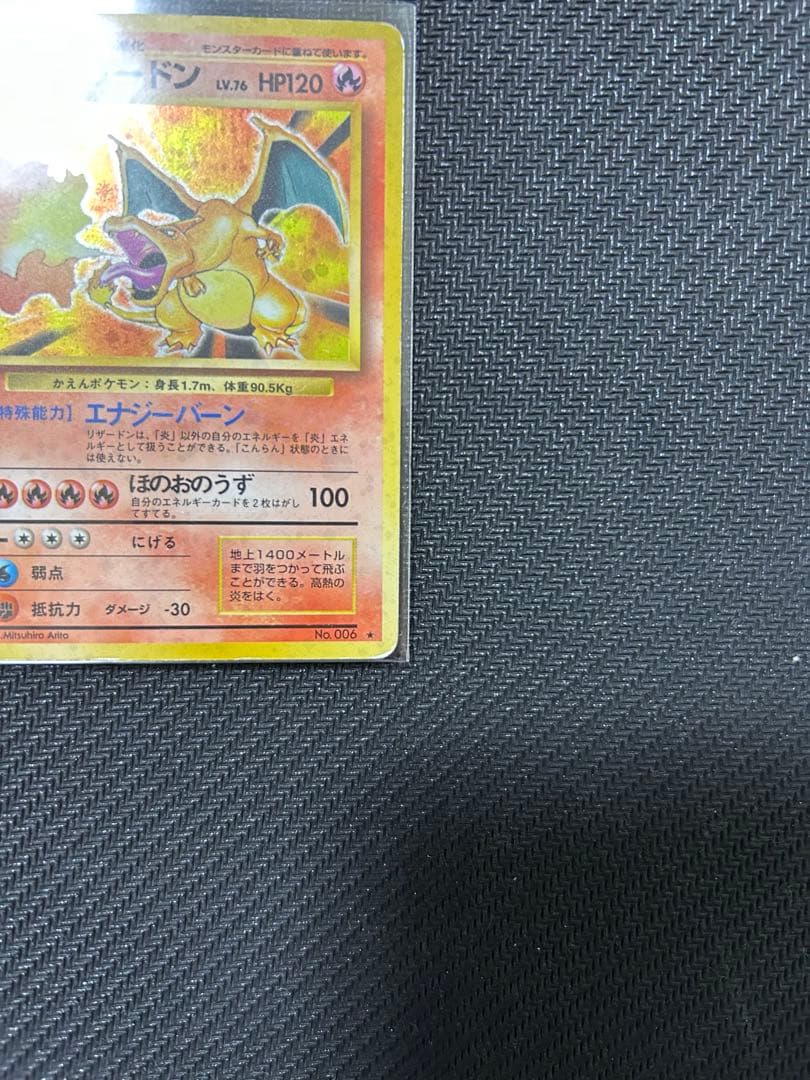 化
モンスターカードに重ねて使います。
ードン LV.76 HP120
かえんポケモン：身長1.7m、体重90.5Kg
特殊能力］ エナジーバーン
リザードンは、「炎」以外の自分のエネルギーを「炎」エネ
ルギーとして扱うことができる。「こんらん」状態のときに
は使えない。
ほのおのうず 100
自分のエネルギーカードを2枚はがし
てすてる。
にげる
弱点
抵抗力 ダメージ -30
地上1400メートル
まで羽をつかって飛ぶ
ことができる。高熱の
炎をはく。
.Mitsuhiro Arita
No. 006 ★